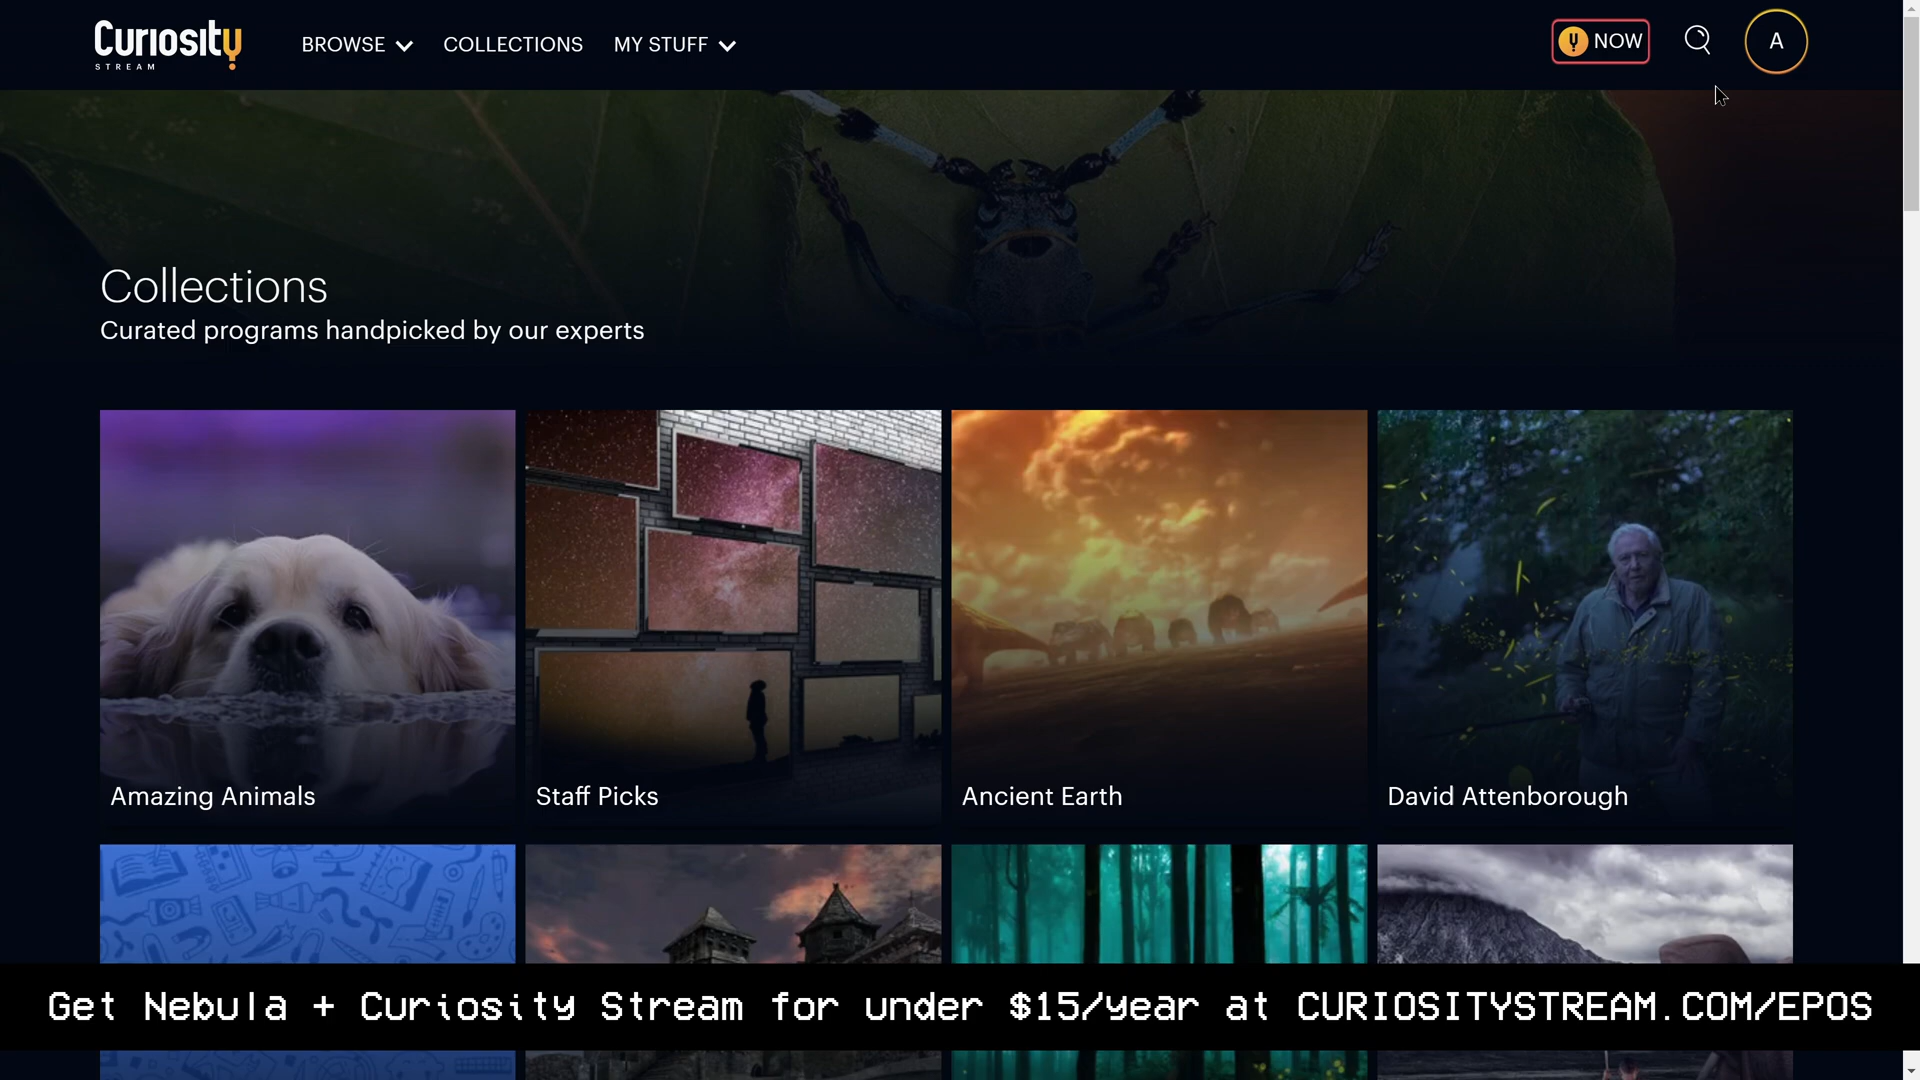 Curiosity
STREAM
BROWSE
COLLECTIONS
MY STUFF
NOW
A
Collections
Curated programs handpicked by our experts
Amazing Animals
Staff Picks
Ancient Earth
David Attenborough
Get Nebula + Curiosity Stream for under $15/year at CURIOSITYSTREAM.COM/EPOS